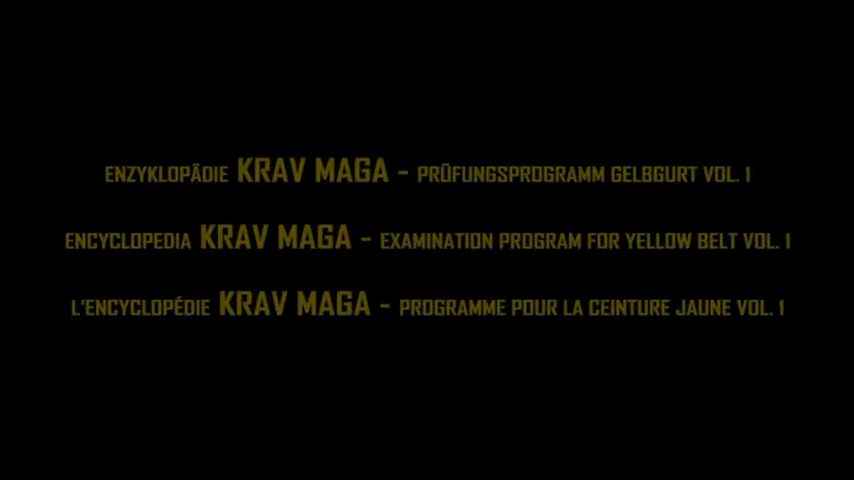 ENZYKLOPÄDIE KRAV MAGA - PRÜFUNGSPROGRAMM GELBGURT VOL. 1
ENCYCLOPEDIA KRAV MAGA - EXAMINATION PROGRAM FOR YELLOW BELT VOL. 1
L'ENCYCLOPÉDIE KRAV MAGA - PROGRAMME POUR LA CEINTURE JAUNE VOL. 1